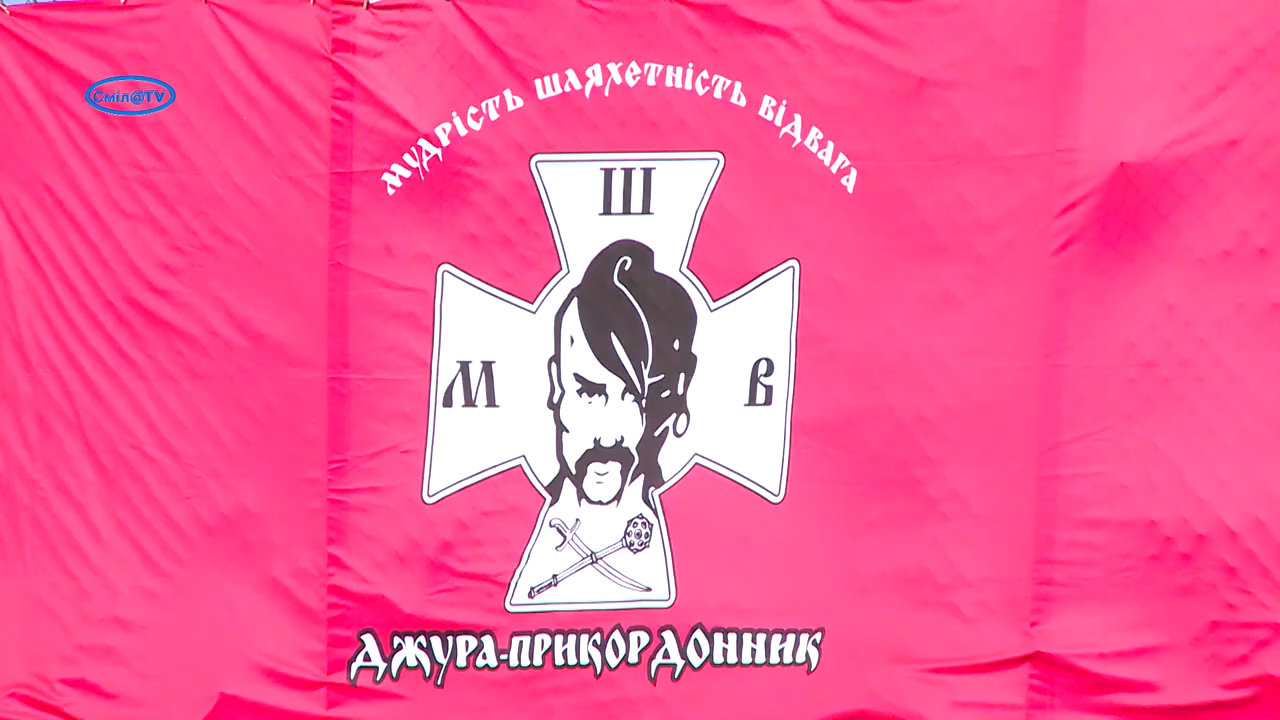 Сміл@TV
мудрість шляхетність відвага
Ш
М
В
джура-прикордонник